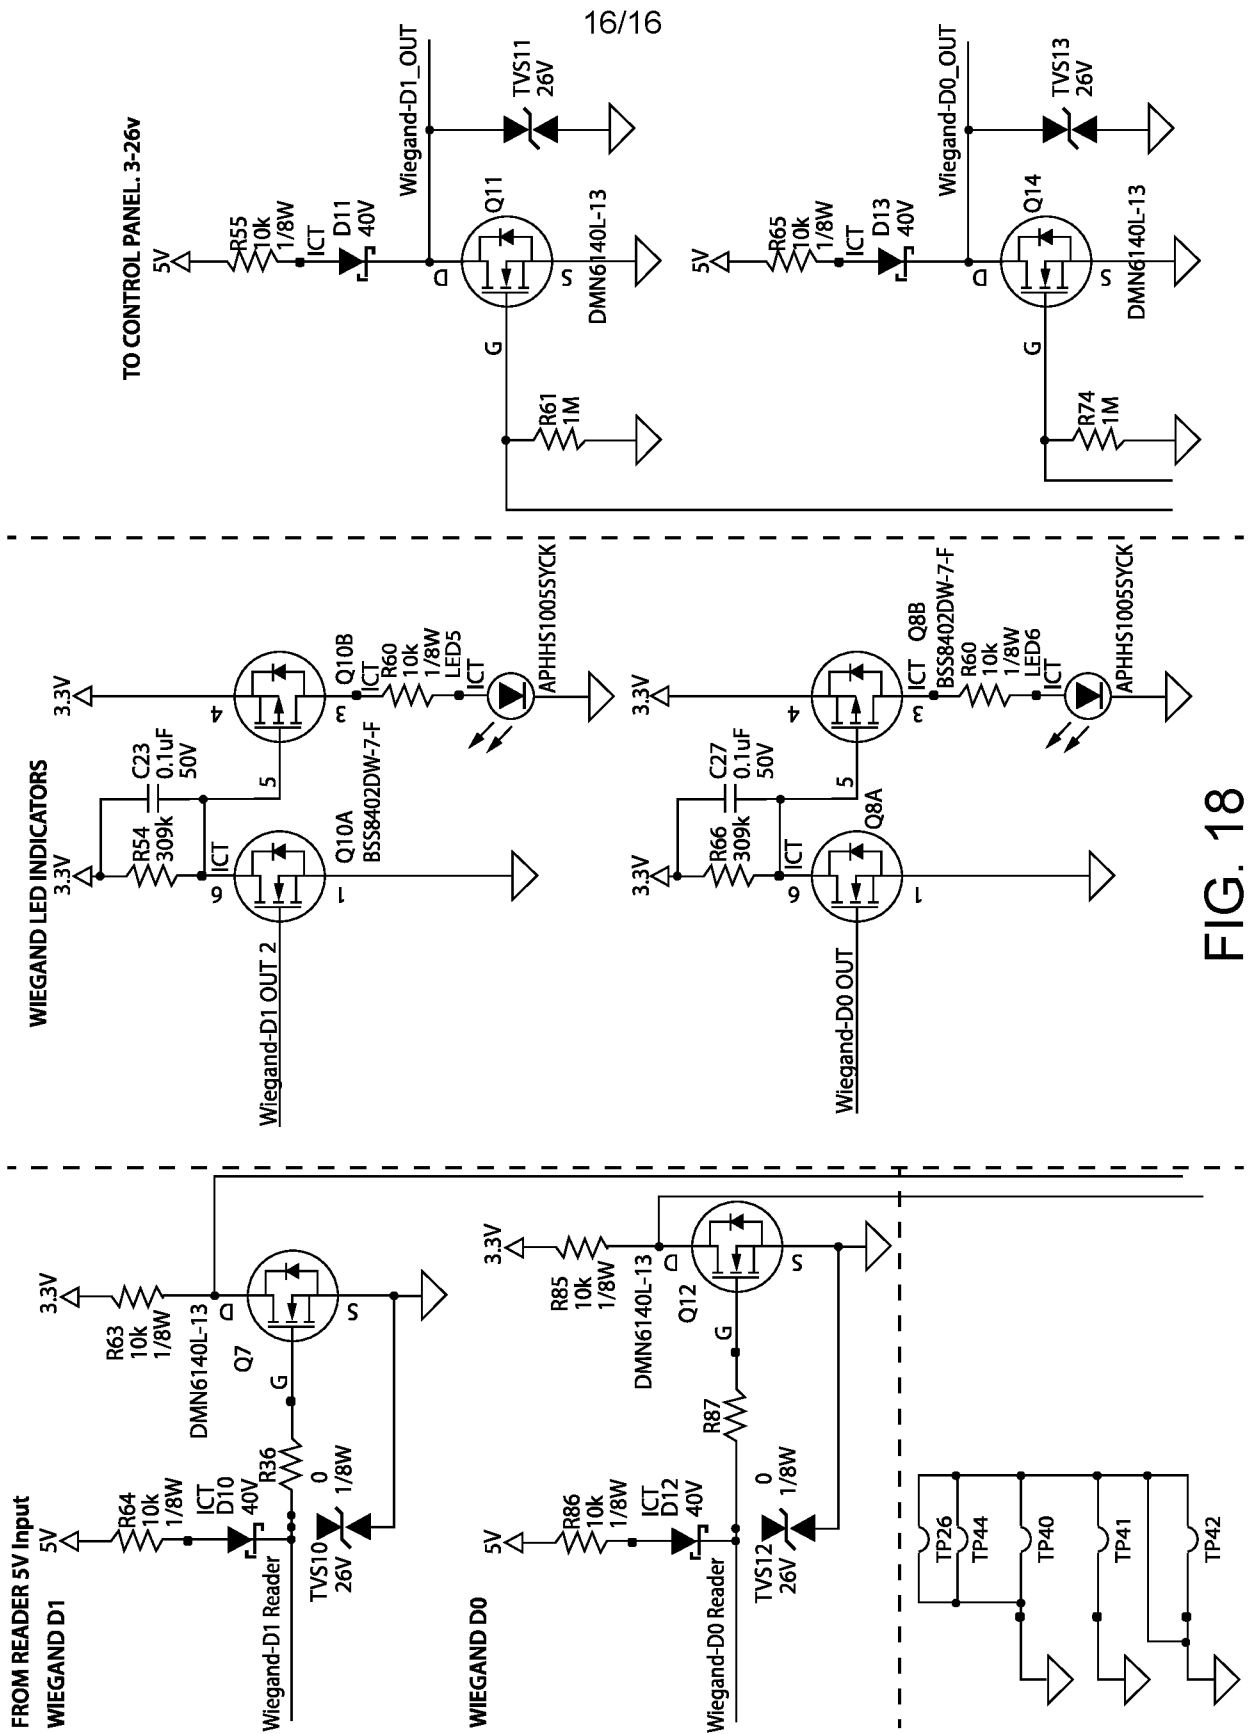 16/16
FROM READER 5V Input
WIEGAND D1
5V
R64
10k
1/8W
ICT
D10
40V
Wiegand-D1 Reader
R36
0
1/8W
TVS10
26V
3.3V
R63
10k
1/8W
DMN6140L-13
Q7
D
G
S
WIEGAND D0
5V
R86
10k
1/8W
ICT
D12
40V
Wiegand-D0 Reader
R87
0
1/8W
TVS12
26V
3.3V
R85
10k
1/8W
DMN6140L-13
Q12
D
G
S
TP26
TP44
TP40
TP41
TP42
WIEGAND LED INDICATORS
3.3V
R54
309k
C23
0.1uF
50V
ICT
6
1
Q10A
BSS8402DW-7-F
Wiegand-D1 OUT 2
3.3V
4
5
3
Q10B
ICT
R60
10k
1/8W
LED5
ICT
APHHS1005SYCK
3.3V
R66
309k
C27
0.1uF
50V
ICT
6
1
Q8A
Wiegand-D0 OUT
3.3V
4
5
3
ICT
Q8B
BSS8402DW-7-F
R60
10k
1/8W
LED6
ICT
APHHS1005SYCK
TO CONTROL PANEL. 3-26v
5V
R55
10k
1/8W
ICT
D11
40V
Wiegand-D1_OUT
TVS11
26V
Q11
D
G
S
DMN6140L-13
R61
1M
5V
R65
10k
1/8W
ICT
D13
40V
Wiegand-D0_OUT
TVS13
26V
Q14
D
G
S
DMN6140L-13
R74
1M
FIG. 18